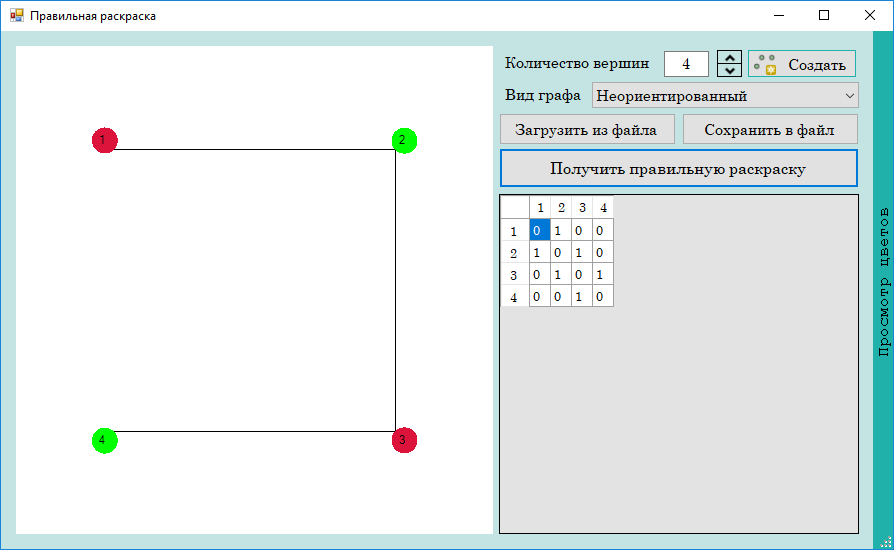 Правильная раскраска
Количество вершин 4 Создать
Вид графа Неориентированный
Загрузить из файла Сохранить в файл
Получить правильную раскраску
1 2 3 4
1 0 1 0 0
2 1 0 1 0
3 0 1 0 1
4 0 0 1 0
1 2
4 3
Просмотр цветов